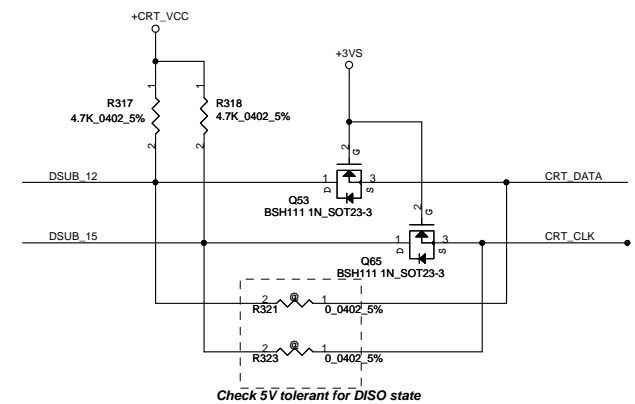 +CRT_VCC
+3VS
1
1
R317
4.7K_0402_5%
R318
4.7K_0402_5%
2
2
2
G
DSUB_12
1
3
CRT_DATA
D
S
Q53
BSH111 1N_SOT23-3
2
G
DSUB_15
1
3
CRT_CLK
D
S
Q65
BSH111 1N_SOT23-3
2
@
1
R321
0_0402_5%
2
@
1
R323
0_0402_5%
Check 5V tolerant for DISO state